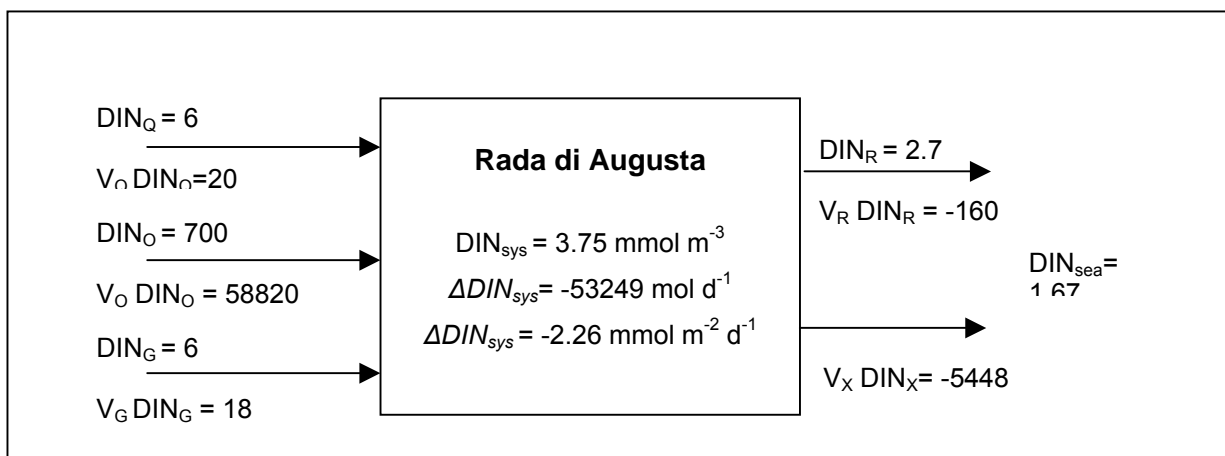 DIN_Q = 6
V_Q DIN_Q=20
DIN_O = 700
V_O DIN_O = 58820
DIN_G = 6
V_G DIN_G = 18
Rada di Augusta
DIN_sys = 3.75 mmol m^-3
ΔDIN_sys= -53249 mol d^-1
ΔDIN_sys = -2.26 mmol m^-2 d^-1
DIN_R = 2.7
V_R DIN_R = -160
V_X DIN_X= -5448
DIN_sea=
1.67